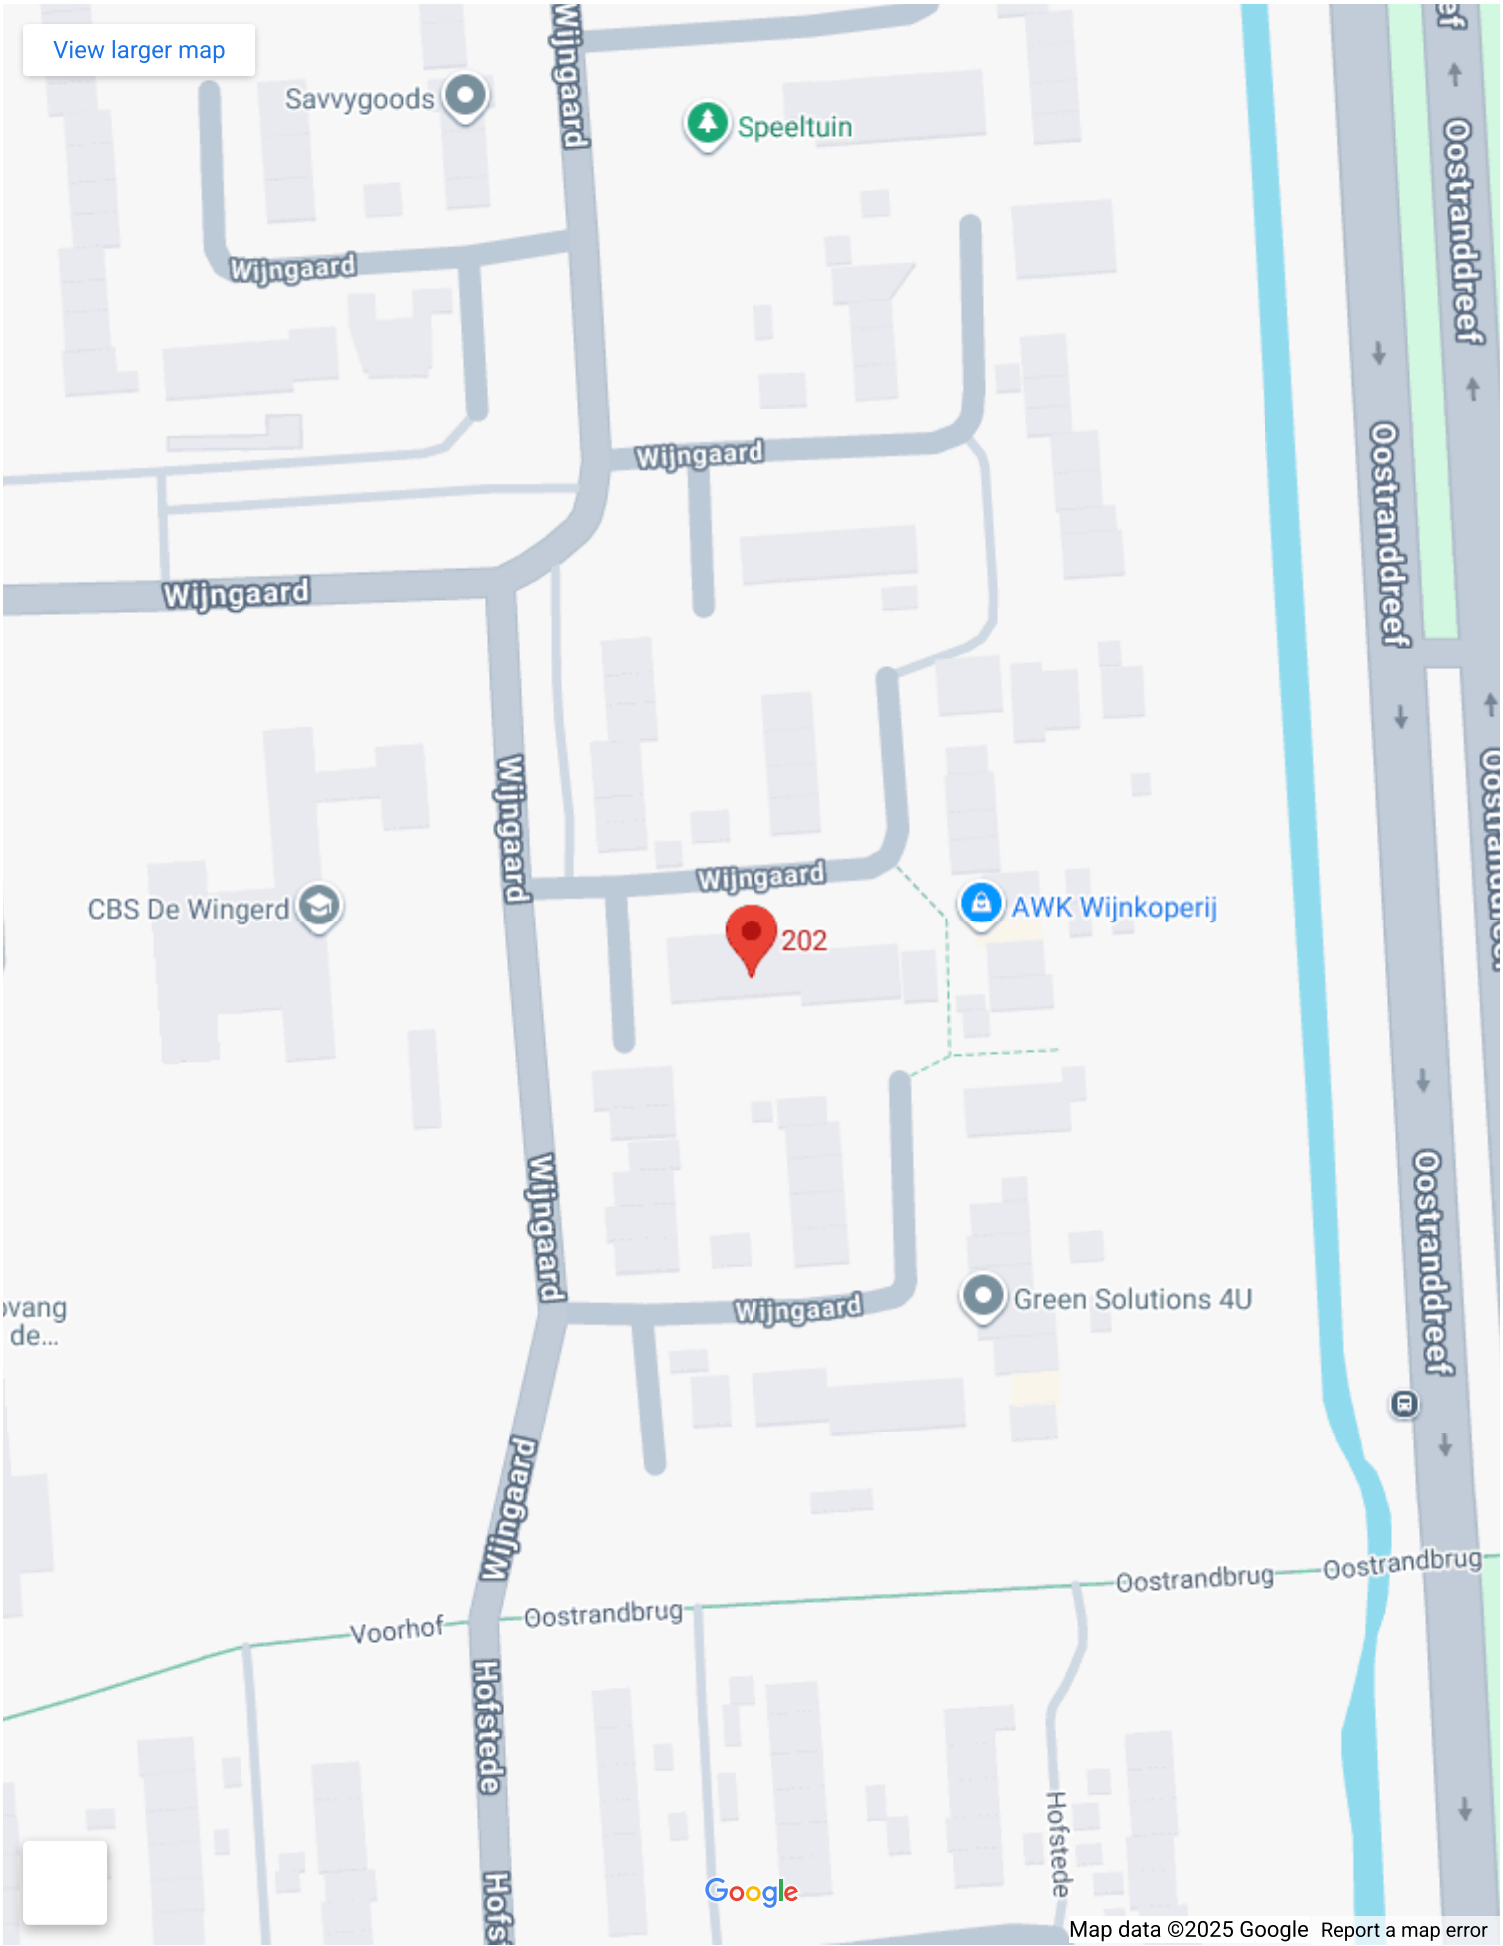 View larger map
Wijngaard
Savvygoods
Speeltuin
Oostranddreef
Wijngaard
Wijngaard
Oostranddreef
Wijngaard
Wijngaard
Oostranddreef
Wijngaard
CBS De Wingerd
AWK Wijnkoperij
202
Wijngaard
Oostranddreef
Wijngaard
Green Solutions 4U
de...
Wijngaard
Oostrandbrug
Oostrandbrug
Voorhof
Oostrandbrug
Hofstede
Hofstede
Google
Map data ©2025 Google
Report a map error